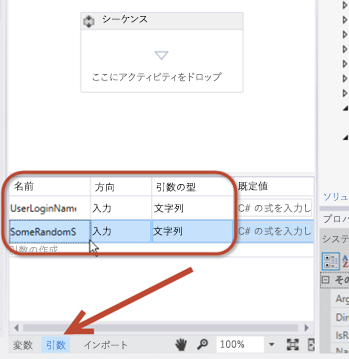 シーケンス
ここにアクティビティをドロップ
名前 方向 引数の型 既定値
UserLoginNam 入力 文字列 C# の式を入力し
SomeRandomS 入力 文字列 C# の式を入力し
引数の作成
ソリュ
プロパ
システ
その
Arg
Dir
IsR
変数 引数 インポート 100%